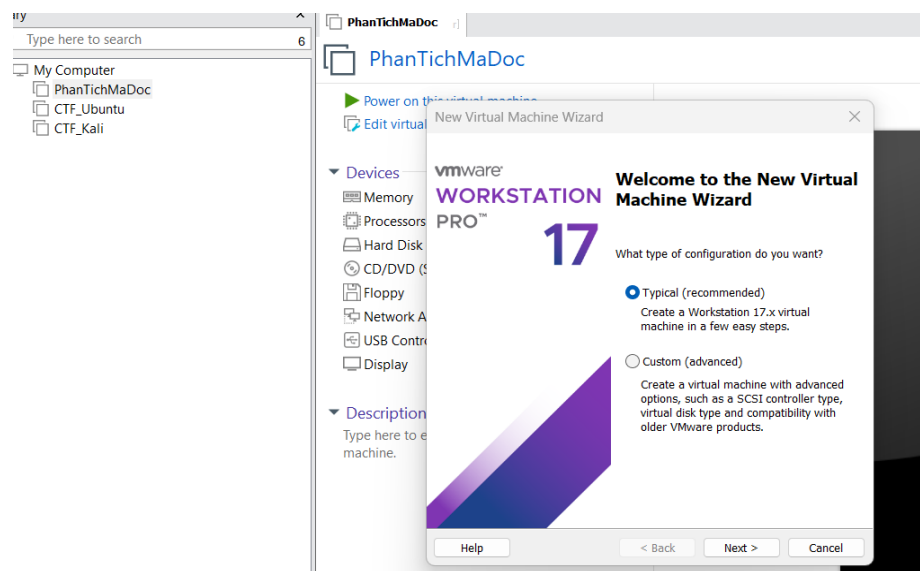 Type here to search
6
My Computer
PhanTichMaDoc
CTF_Ubuntu
CTF_Kali
PhanTichMaDoc
PhanTichMaDoc
Power on this virtual machine
Edit virtual
Devices
Memory
Processors
Hard Disk
CD/DVD (S
Floppy
Network A
USB Contro
Display
Description
Type here to e
machine.
New Virtual Machine Wizard
vmware
WORKSTATION
PRO™
17
Welcome to the New Virtual
Machine Wizard
What type of configuration do you want?
Typical (recommended)
Create a Workstation 17.x virtual
machine in a few easy steps.
Custom (advanced)
Create a virtual machine with advanced
options, such as a SCSI controller type,
virtual disk type and compatibility with
older VMware products.
Help
< Back
Next >
Cancel